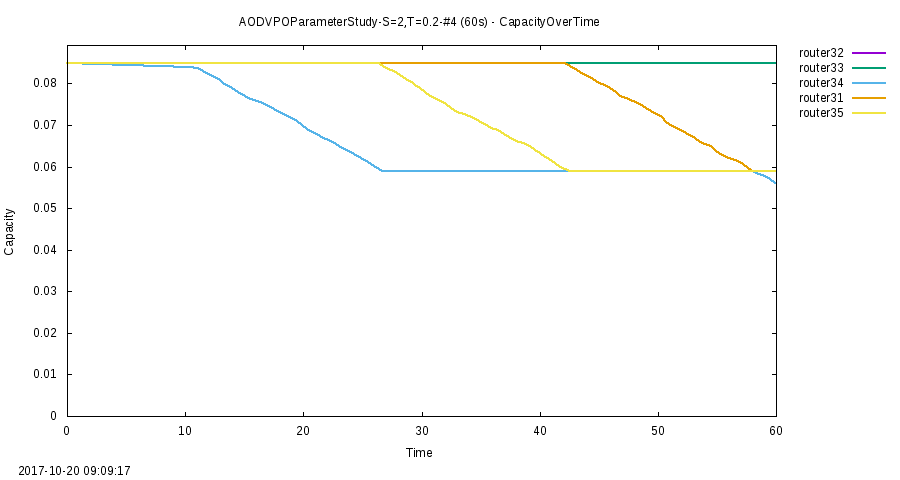 AODVPOParameterStudy-S=2,T=0.2-#4 (60s) - CapacityOverTime
router32
router33
router34
router31
router35
0.08
0.07
0.06
0.05
0.04
0.03
0.02
0.01
0
Capacity
0 10 20 30 40 50 60
Time
2017-10-20 09:09:17